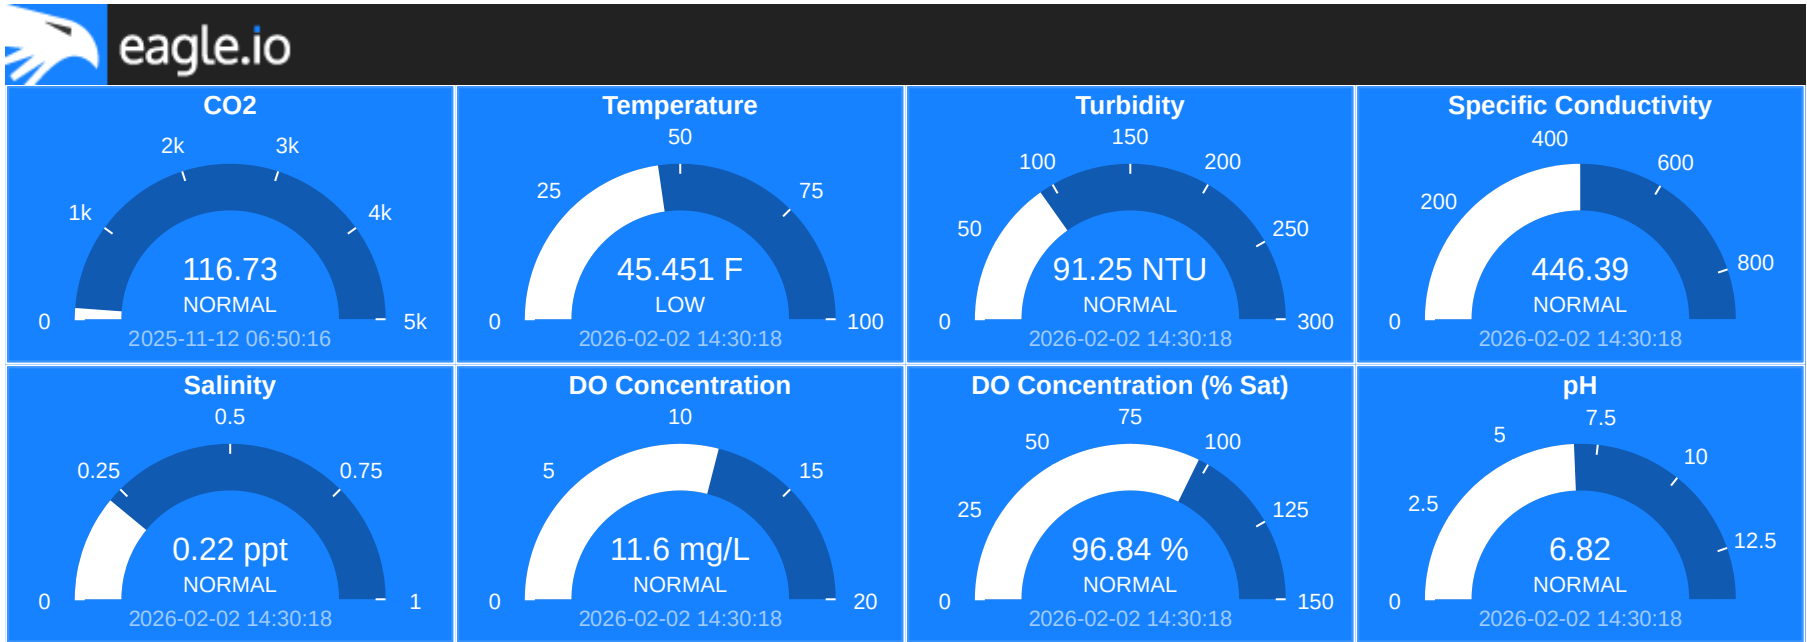 eagle.io
CO2
0
1k
2k
3k
4k
5k
116.73
NORMAL
2025-11-12 06:50:16
Temperature
0
25
50
75
100
45.451 F
LOW
2026-02-02 14:30:18
Turbidity
0
50
100
150
200
250
300
91.25 NTU
NORMAL
2026-02-02 14:30:18
Specific Conductivity
0
200
400
600
800
446.39
NORMAL
2026-02-02 14:30:18
Salinity
0
0.25
0.5
0.75
1
0.22 ppt
NORMAL
2026-02-02 14:30:18
DO Concentration
0
5
10
15
20
11.6 mg/L
NORMAL
2026-02-02 14:30:18
DO Concentration (% Sat)
0
25
50
75
100
125
150
96.84 %
NORMAL
2026-02-02 14:30:18
pH
0
2.5
5
7.5
10
12.5
6.82
NORMAL
2026-02-02 14:30:18